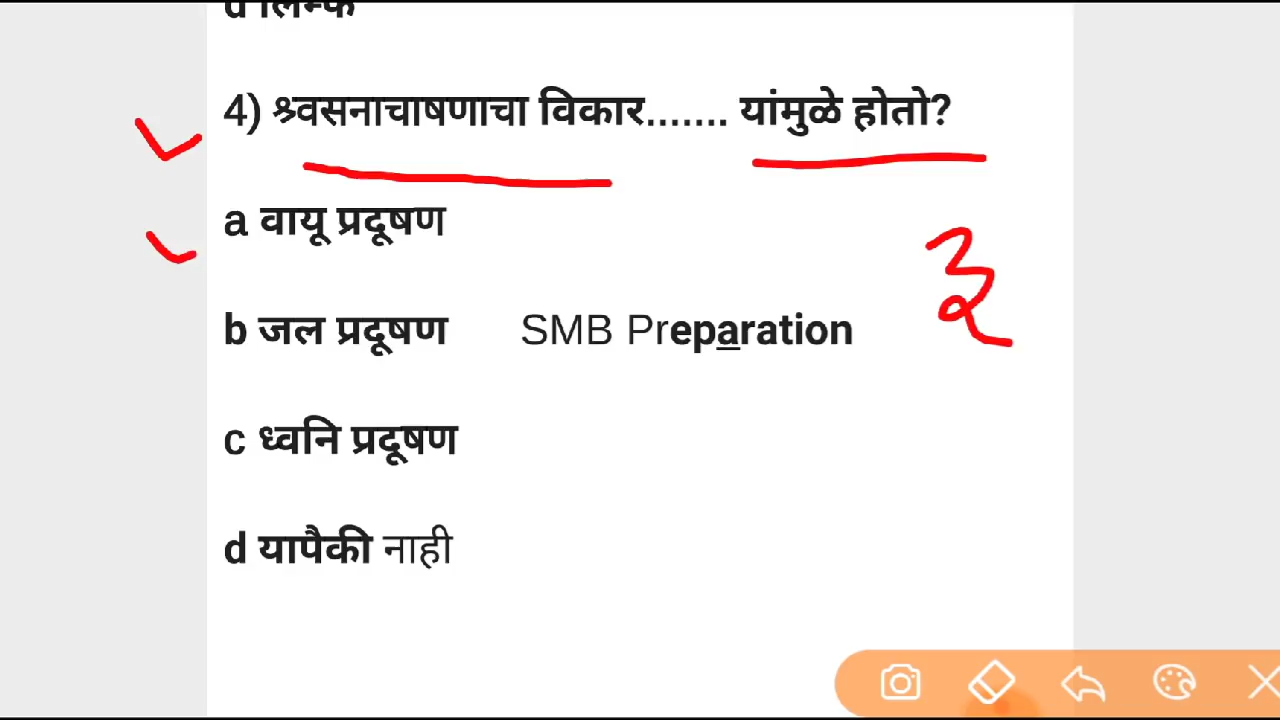 d लिम्फ
4) श्र्वसनाचाषणाचा विकार....... यांमुळे होतो?
a वायू प्रदूषण
b जल प्रदूषण SMB Preparation
c ध्वनि प्रदूषण
d यापैकी नाही